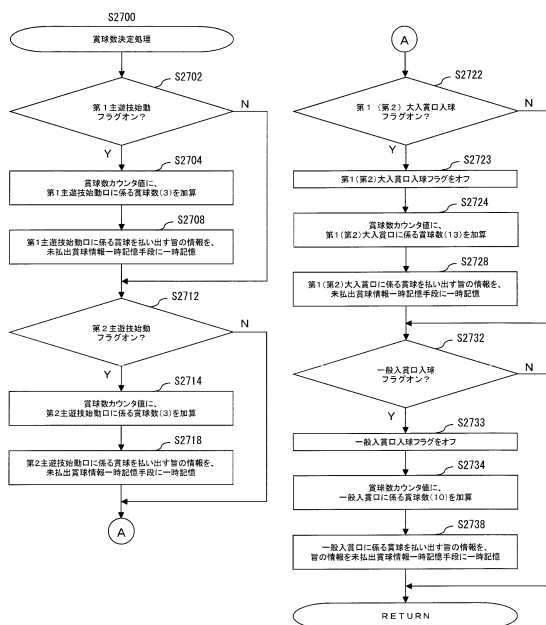 S2700
賞球数決定処理
S2702
第1主遊技始動
フラグオン?
N
Y
S2704
賞球数カウンタ値に、
第1主遊技始動口に係る賞球数(3)を加算
S2708
第1主遊技始動口に係る賞球を払い出す旨の情報を、
未払出賞球情報一時記憶手段に一時記憶
S2712
第2主遊技始動
フラグオン?
N
Y
S2714
賞球数カウンタ値に、
第2主遊技始動口に係る賞球数(3)を加算
S2718
第2主遊技始動口に係る賞球を払い出す旨の情報を、
未払出賞球情報一時記憶手段に一時記憶
A
A
S2722
第1(第2)大入賞口入球
フラグオン?
N
Y
S2723
第1(第2)大入賞口入球フラグをオフ
S2724
賞球数カウンタ値に、
第1(第2)大入賞口に係る賞球数(13)を加算
S2728
第1(第2)大入賞口に係る賞球を払い出す旨の情報を、
未払出賞球情報一時記憶手段に一時記憶
S2732
一般入賞口入球
フラグオン?
N
Y
S2733
一般入賞口入球フラグをオフ
S2734
賞球数カウンタ値に、
一般入賞口に係る賞球数(10)を加算
S2738
一般入賞口に係る賞球を払い出す旨の情報を、
旨の情報を未払出賞球情報一時記憶手段に一時記憶
RETURN